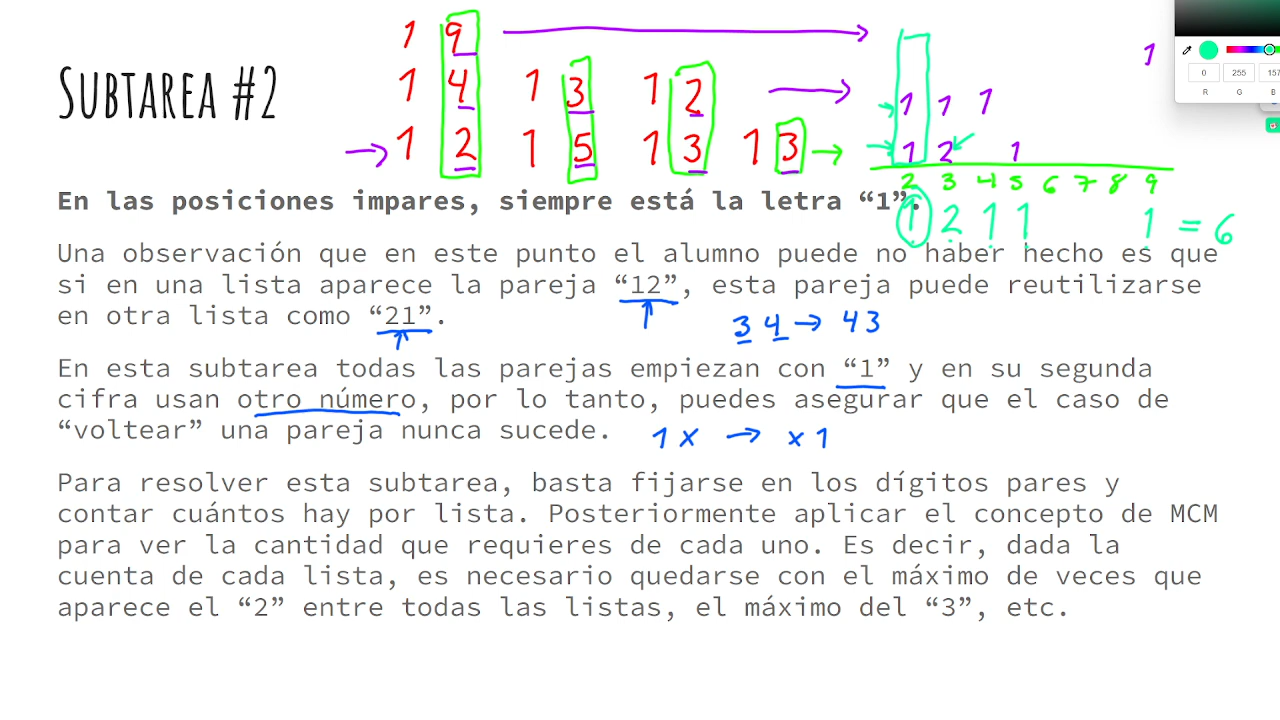 1 9 1
SUBTAREA #2
1 4 1 3 1 2 1 1 1
1 2 1 5 1 3 1 3 1 2 1
2 3 4 5 6 7 8 9
En las posiciones impares, siempre está la letra “1”.
1 2 1 1 1 = 6
Una observación que en este punto el alumno puede no haber hecho es que
si en una lista aparece la pareja “12”, esta pareja puede reutilizarse
en otra lista como “21”.
3 4 → 43
En esta subtarea todas las parejas empiezan con “1” y en su segunda
cifra usan otro número, por lo tanto, puedes asegurar que el caso de
“voltear” una pareja nunca sucede.
1 x → x 1
Para resolver esta subtarea, basta fijarse en los dígitos pares y
contar cuántos hay por lista. Posteriormente aplicar el concepto de MCM
para ver la cantidad que requieres de cada uno. Es decir, dada la
cuenta de cada lista, es necesario quedarse con el máximo de veces que
aparece el “2” entre todas las listas, el máximo del “3”, etc.
0 255 157
R G B